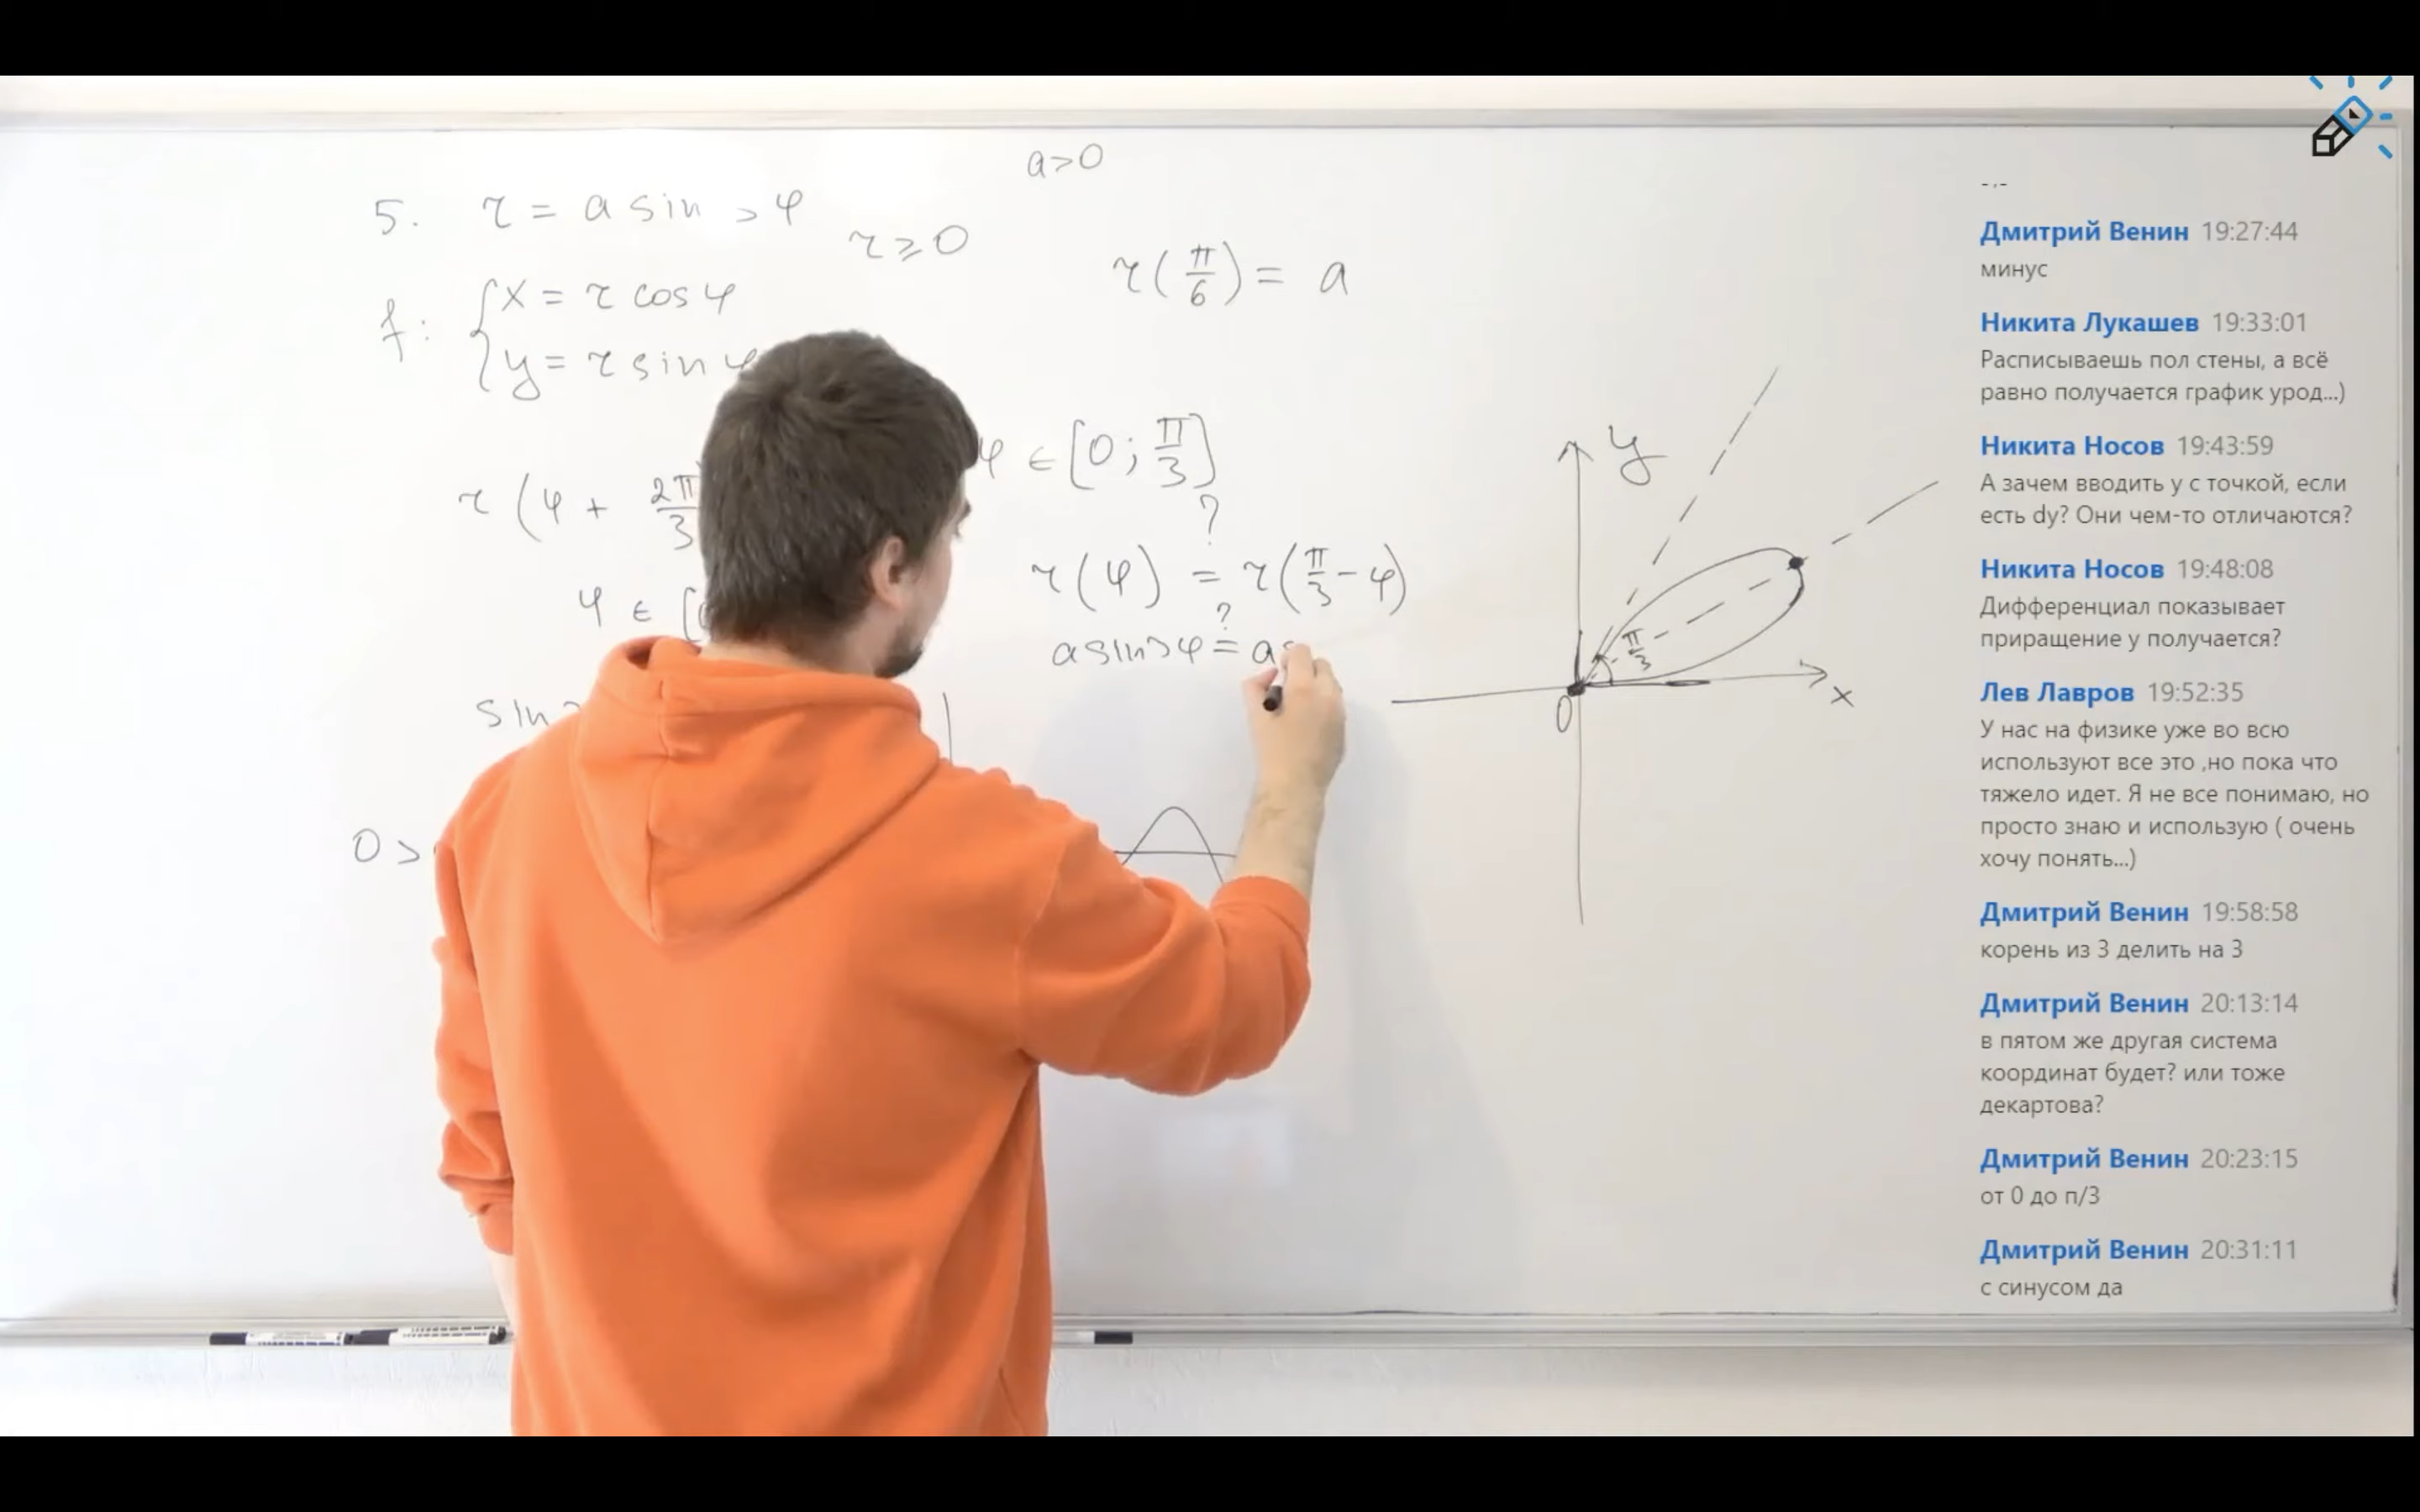 a>0
5. r = a sin 3φ
r ⩾ 0
r(π/6) = a
f: { x = r cos φ
y = r sin φ
r (φ + 2π/3
φ ∈ [0; π/3]
?
r(φ) = r(π/3 - φ)
φ ∈ [0
?
a sin 3φ = as
sin
0 >
y
π/3
x
0
Дмитрий Венин 19:27:44
минус
Никита Лукашев 19:33:01
Расписываешь пол стены, а всё
равно получается график урод...)
Никита Носов 19:43:59
А зачем вводить y с точкой, если
есть dy? Они чем-то отличаются?
Никита Носов 19:48:08
Дифференциал показывает
приращение y получается?
Лев Лавров 19:52:35
У нас на физике уже во всю
используют все это ,но пока что
тяжело идет. Я не все понимаю, но
просто знаю и использую ( очень
хочу понять...)
Дмитрий Венин 19:58:58
корень из 3 делить на 3
Дмитрий Венин 20:13:14
в пятом же другая система
координат будет? или тоже
декартова?
Дмитрий Венин 20:23:15
от 0 до п/3
Дмитрий Венин 20:31:11
с синусом да